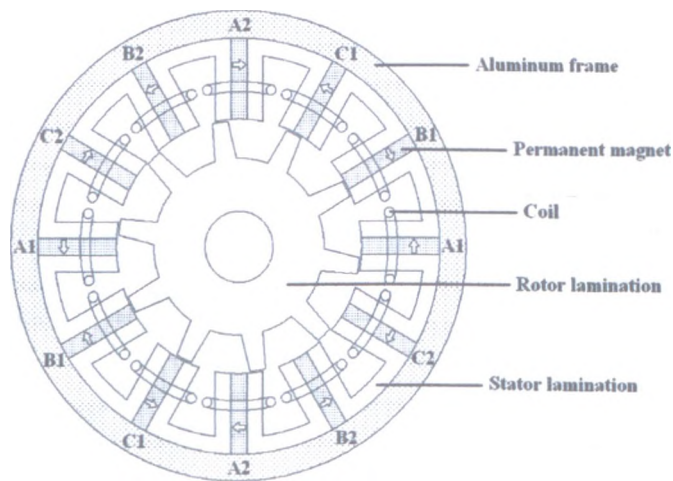 A2
B2
C1
Aluminum frame
C2
B1
Permanent magnet
Coil
A1
A1
Rotor lamination
B1
C2
Stator lamination
C1
B2
A2